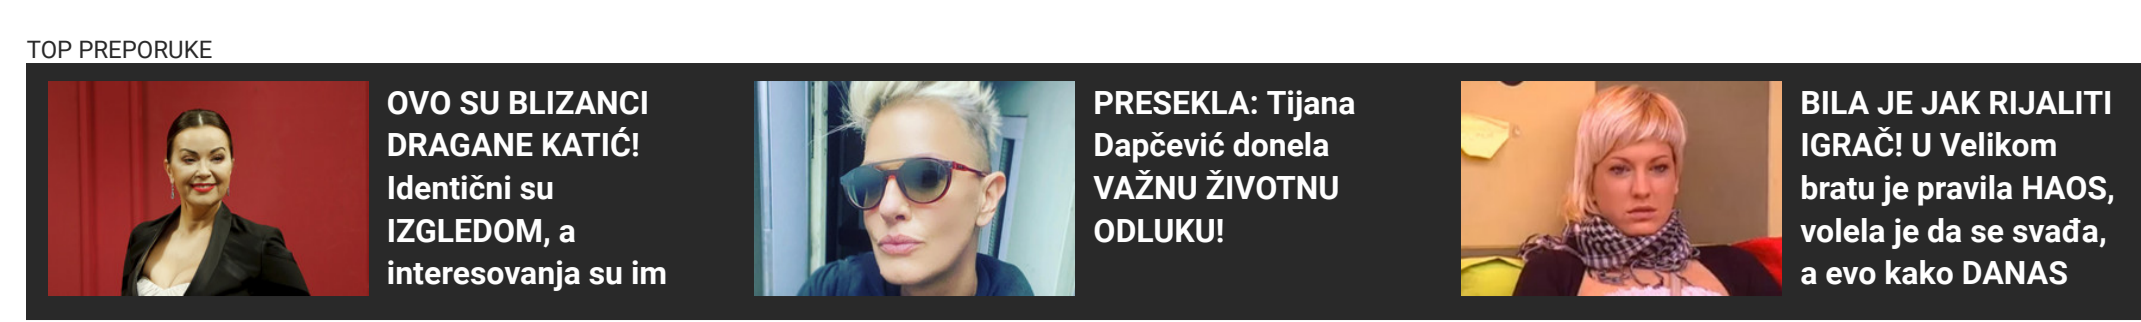 TOP PREPORUKE
OVO SU BLIZANCI
DRAGANE KATIĆ!
Identični su
IZGLEDOM, a
interesovanja su im
PRESEKLA: Tijana
Dapčević donela
VAŽNU ŽIVOTNU
ODLUKU!
BILA JE JAK RIJALITI
IGRAČ! U Velikom
bratu je pravila HAOS,
volela je da se svađa,
a evo kako DANAS